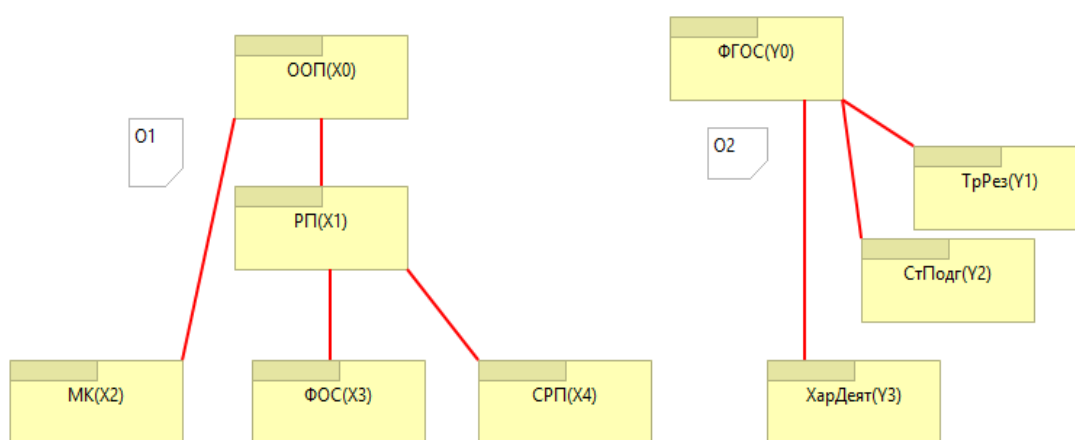 ООП(X0)
O1
РП(X1)
МК(X2)
ФОС(X3)
СРП(X4)
ФГОС(Y0)
O2
ТрРез(Y1)
СтПодг(Y2)
ХарДеят(Y3)